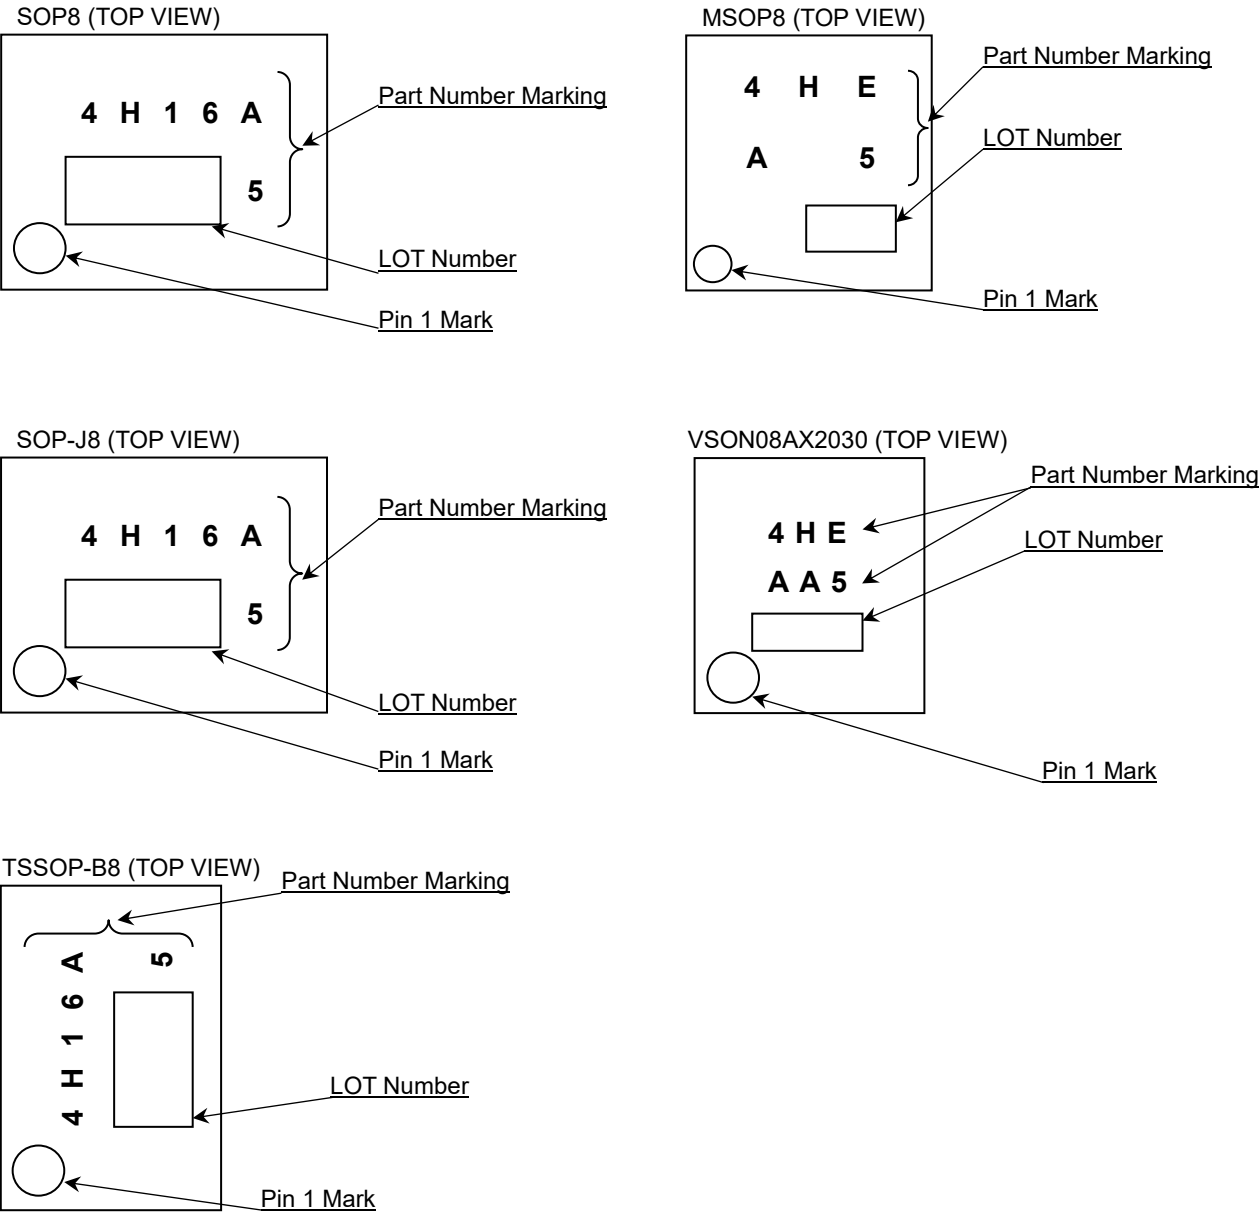 SOP8 (TOP VIEW)
4 H 1 6 A
5
Part Number Marking
LOT Number
Pin 1 Mark
MSOP8 (TOP VIEW)
4 H E
A 5
Part Number Marking
LOT Number
Pin 1 Mark
SOP-J8 (TOP VIEW)
4 H 1 6 A
5
Part Number Marking
LOT Number
Pin 1 Mark
VSON08AX2030 (TOP VIEW)
4 H E
A A 5
Part Number Marking
LOT Number
Pin 1 Mark
TSSOP-B8 (TOP VIEW)
4 H 1 6 A
5
Part Number Marking
LOT Number
Pin 1 Mark